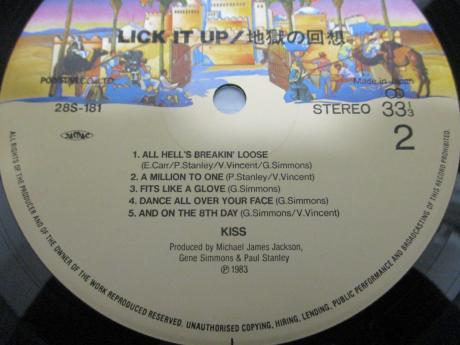 LICK IT UP/地獄の回想
POLYSTAR CO., LTD.
28S-181
Made in Japan
STEREO 33 1/3
2
1. ALL HELL'S BREAKIN' LOOSE
(E.Carr/P.Stanley/V.Vincent/G.Simmons)
2. A MILLION TO ONE (P.Stanley/V.Vincent)
3. FITS LIKE A GLOVE (G.Simmons)
4. DANCE ALL OVER YOUR FACE (G.Simmons)
5. AND ON THE 8TH DAY (G.Simmons/V.Vincent)
KISS
Produced by Michael James Jackson,
Gene Simmons & Paul Stanley
℗ 1983
ALL RIGHTS OF THE PRODUCER AND OF THE OWNER OF THE WORK REPRODUCED RESERVED. UNAUTHORISED COPYING, HIRING, LENDING, PUBLIC PERFORMANCE AND BROADCASTING OF THIS RECORD PROHIBITED.